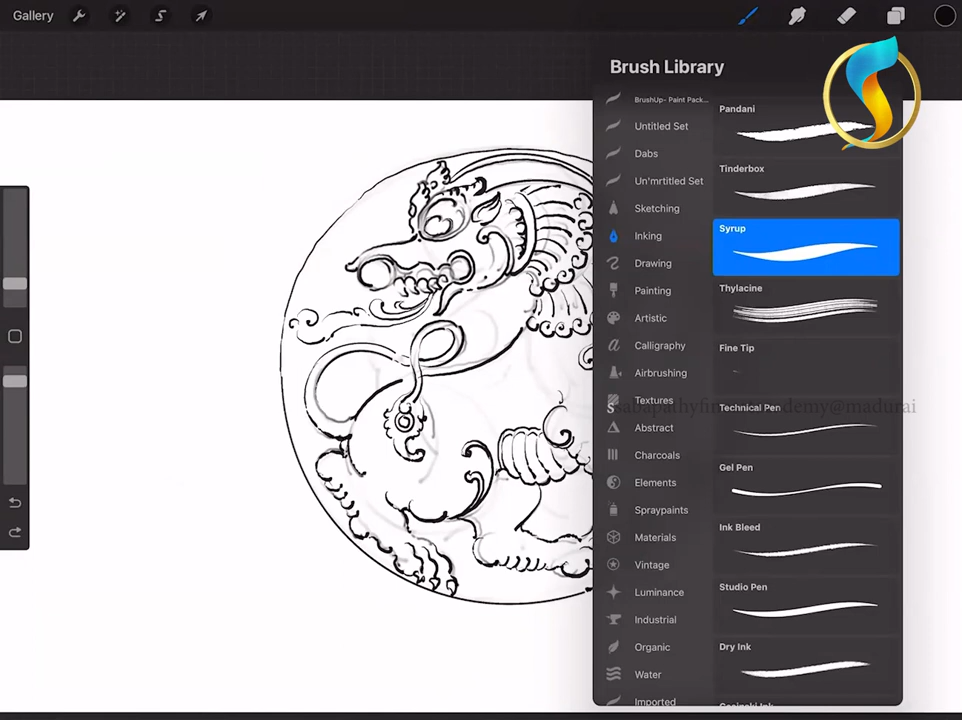 Gallery
Brush Library
BrushUp- Paint Pack...
Untitled Set
Dabs
Un'mrtitled Set
Sketching
Inking
Drawing
Painting
Artistic
Calligraphy
Airbrushing
Textures
Abstract
Charcoals
Elements
Spraypaints
Materials
Vintage
Luminance
Industrial
Organic
Water
Imported
Pandani
Tinderbox
Syrup
Thylacine
Fine Tip
Technical Pen
Gel Pen
Ink Bleed
Studio Pen
Dry Ink